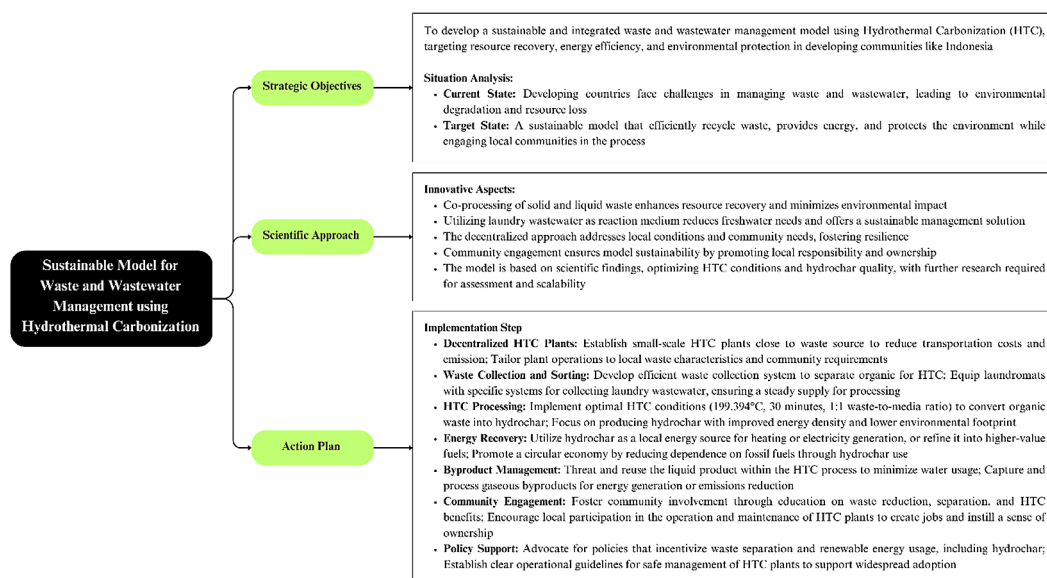 To develop a sustainable and integrated waste and wastewater management model using Hydrothermal Carbonization (HTC),
targeting resource recovery, energy efficiency, and environmental protection in developing communities like Indonesia
Situation Analysis:
• Current State: Developing countries face challenges in managing waste and wastewater, leading to environmental
degradation and resource loss
• Target State: A sustainable model that efficiently recycle waste, provides energy, and protects the environment while
engaging local communities in the process
Strategic Objectives
Innovative Aspects:
• Co-processing of solid and liquid waste enhances resource recovery and minimizes environmental impact
• Utilizing laundry wastewater as reaction medium reduces freshwater needs and offers a sustainable management solution
• The decentralized approach addresses local conditions and community needs, fostering resilience
• Community engagement ensures model sustainability by promoting local responsibility and ownership
• The model is based on scientific findings, optimizing HTC conditions and hydrochar quality, with further research required
for assessment and scalability
Scientific Approach
Sustainable Model for
Waste and Wastewater
Management using
Hydrothermal Carbonization
Implementation Step
• Decentralized HTC Plants: Establish small-scale HTC plants close to waste source to reduce transportation costs and
emission; Tailor plant operations to local waste characteristics and community requirements
• Waste Collection and Sorting: Develop efficient waste collection system to separate organic for HTC; Equip laundromats
with specific systems for collecting laundry wastewater, ensuring a steady supply for processing
• HTC Processing: Implement optimal HTC conditions (199.394°C, 30 minutes, 1:1 waste-to-media ratio) to convert organic
waste into hydrochar; Focus on producing hydrochar with improved energy density and lower environmental footprint
• Energy Recovery: Utilize hydrochar as a local energy source for heating or electricity generation, or refine it into higher-value
fuels; Promote a circular economy by reducing dependence on fossil fuels through hydrochar use
• Byproduct Management: Threat and reuse the liquid product within the HTC process to minimize water usage; Capture and
process gaseous byproducts for energy generation or emissions reduction
• Community Engagement: Foster community involvement through education on waste reduction, separation, and HTC
benefits; Encourage local participation in the operation and maintenance of HTC plants to create jobs and instill a sense of
ownership
• Policy Support: Advocate for policies that incentivize waste separation and renewable energy usage, including hydrochar;
Establish clear operational guidelines for safe management of HTC plants to support widespread adoption
Action Plan